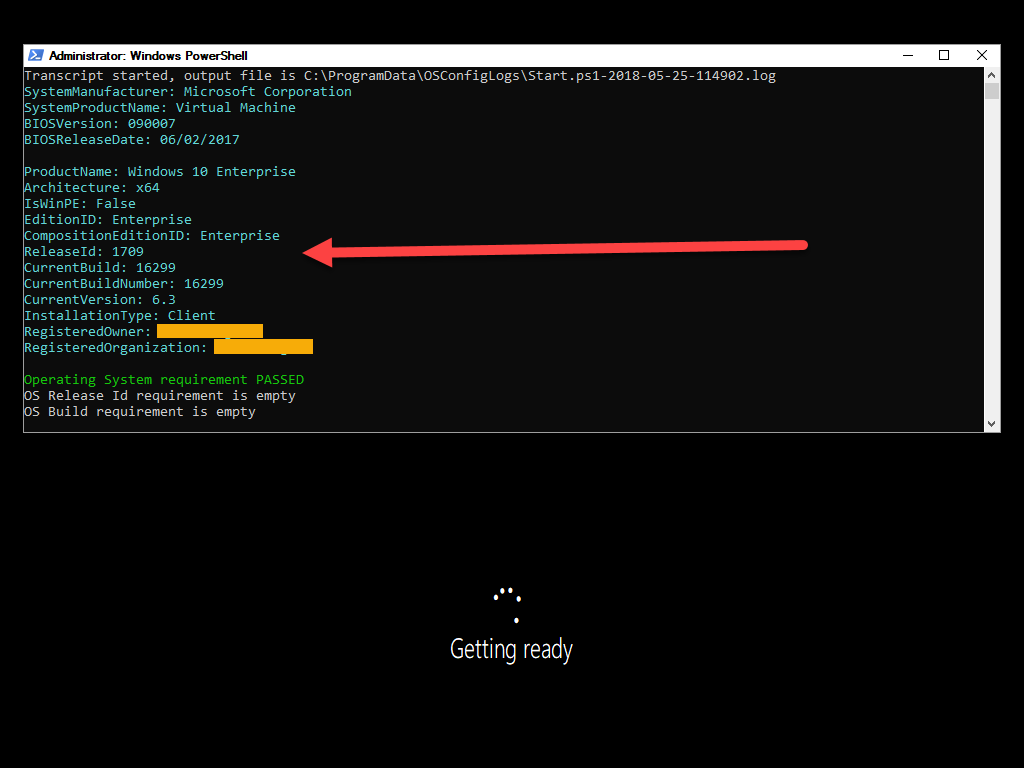 Administrator: Windows PowerShell
Transcript started, output file is C:\ProgramData\OSConfigLogs\Start.ps1-2018-05-25-114902.log
SystemManufacturer: Microsoft Corporation
SystemProductName: Virtual Machine
BIOSVersion: 090007
BIOSReleaseDate: 06/02/2017
ProductName: Windows 10 Enterprise
Architecture: x64
IsWinPE: False
EditionID: Enterprise
CompositionEditionID: Enterprise
ReleaseId: 1709
CurrentBuild: 16299
CurrentBuildNumber: 16299
CurrentVersion: 6.3
InstallationType: Client
RegisteredOwner:
RegisteredOrganization:
Operating System requirement PASSED
OS Release Id requirement is empty
OS Build requirement is empty
Getting ready